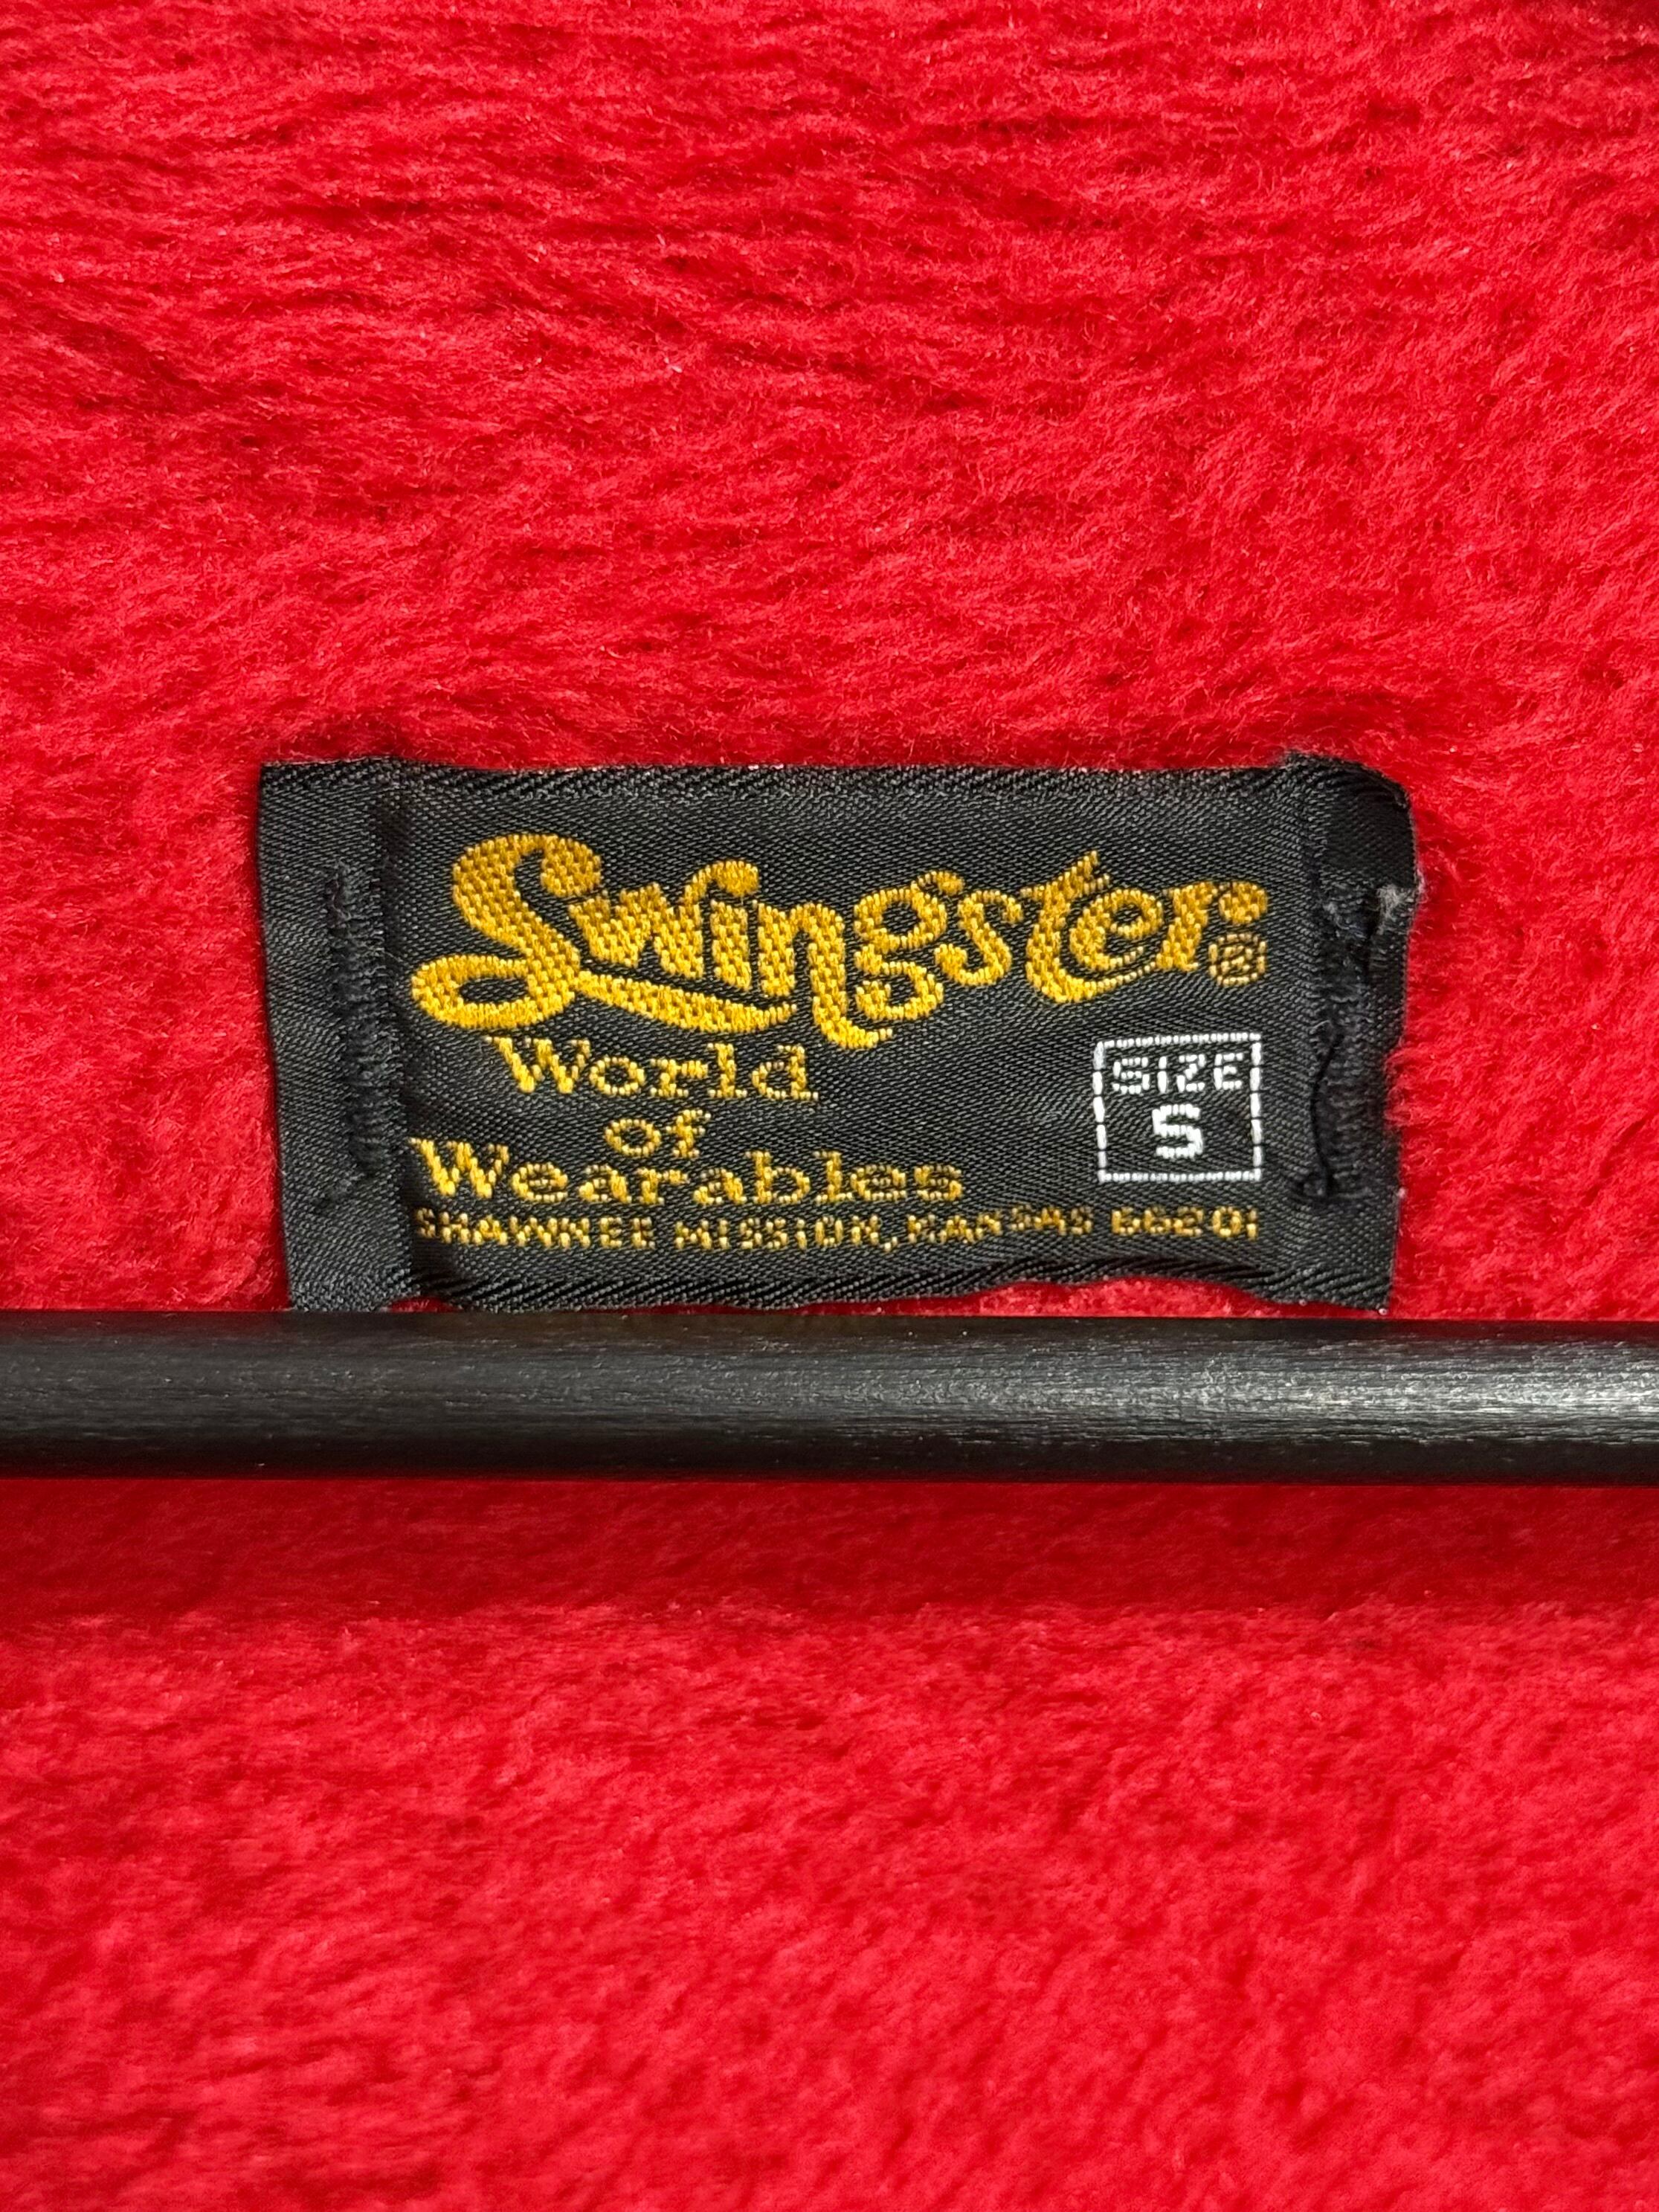 Swingster®
World
of
Wearables
SIZE
S
SHAWNEE MISSION, KANSAS 66201